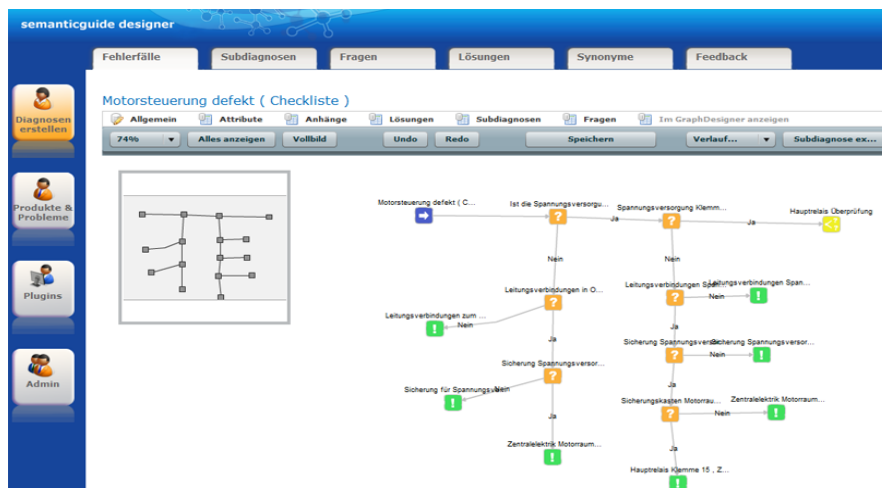 semanticguide designer
Fehlerfälle
Subdiagnosen
Fragen
Lösungen
Synonyme
Feedback
Diagnosen
erstellen
Produkte &
Probleme
Plugins
Admin
Motorsteuerung defekt ( Checkliste )
Allgemein
Attribute
Anhänge
Lösungen
Subdiagnosen
Fragen
Im GraphDesigner anzeigen
74%
Alles anzeigen
Vollbild
Undo
Redo
Speichern
Verlauf...
Subdiagnose ex...
Motorsteuerung defekt ( C...
Ist die Spannungsversorgu...
Spannungsversorgung Klemm...
Hauptrelais Überprüfung
Ja
Ja
Nein
Nein
Leitungsverbindungen in O...
Leitungsverbindungen Span...
Leitungsverbindungen Span...
Nein
Leitungsverbindungen zum ...
Nein
Ja
Ja
Sicherung Spannungsversor...
Sicherung Spannungsversor...
Nein
Sicherung Spannungsversor...
Sicherung für Spannungsve...
Nein
Ja
Sicherungskasten Motorrau...
Zentralelektrik Motorraum...
Nein
Ja
Ja
Zentralelektrik Motorraum...
Hauptrelais Klemme 15 , Z...